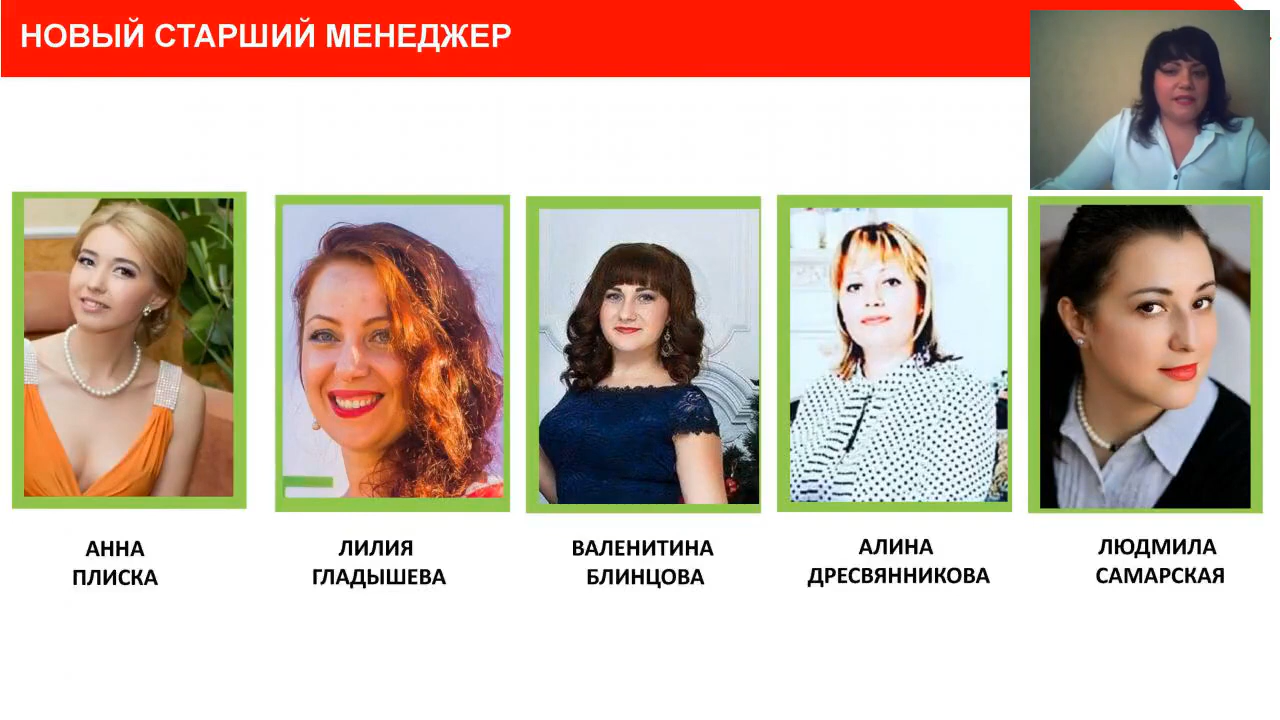 НОВЫЙ СТАРШИЙ МЕНЕДЖЕР
АННА
ПЛИСКА
ЛИЛИЯ
ГЛАДЫШЕВА
ВАЛЕНИТИНА
БЛИНЦОВА
АЛИНА
ДРЕСВЯННИКОВА
ЛЮДМИЛА
САМАРСКАЯ